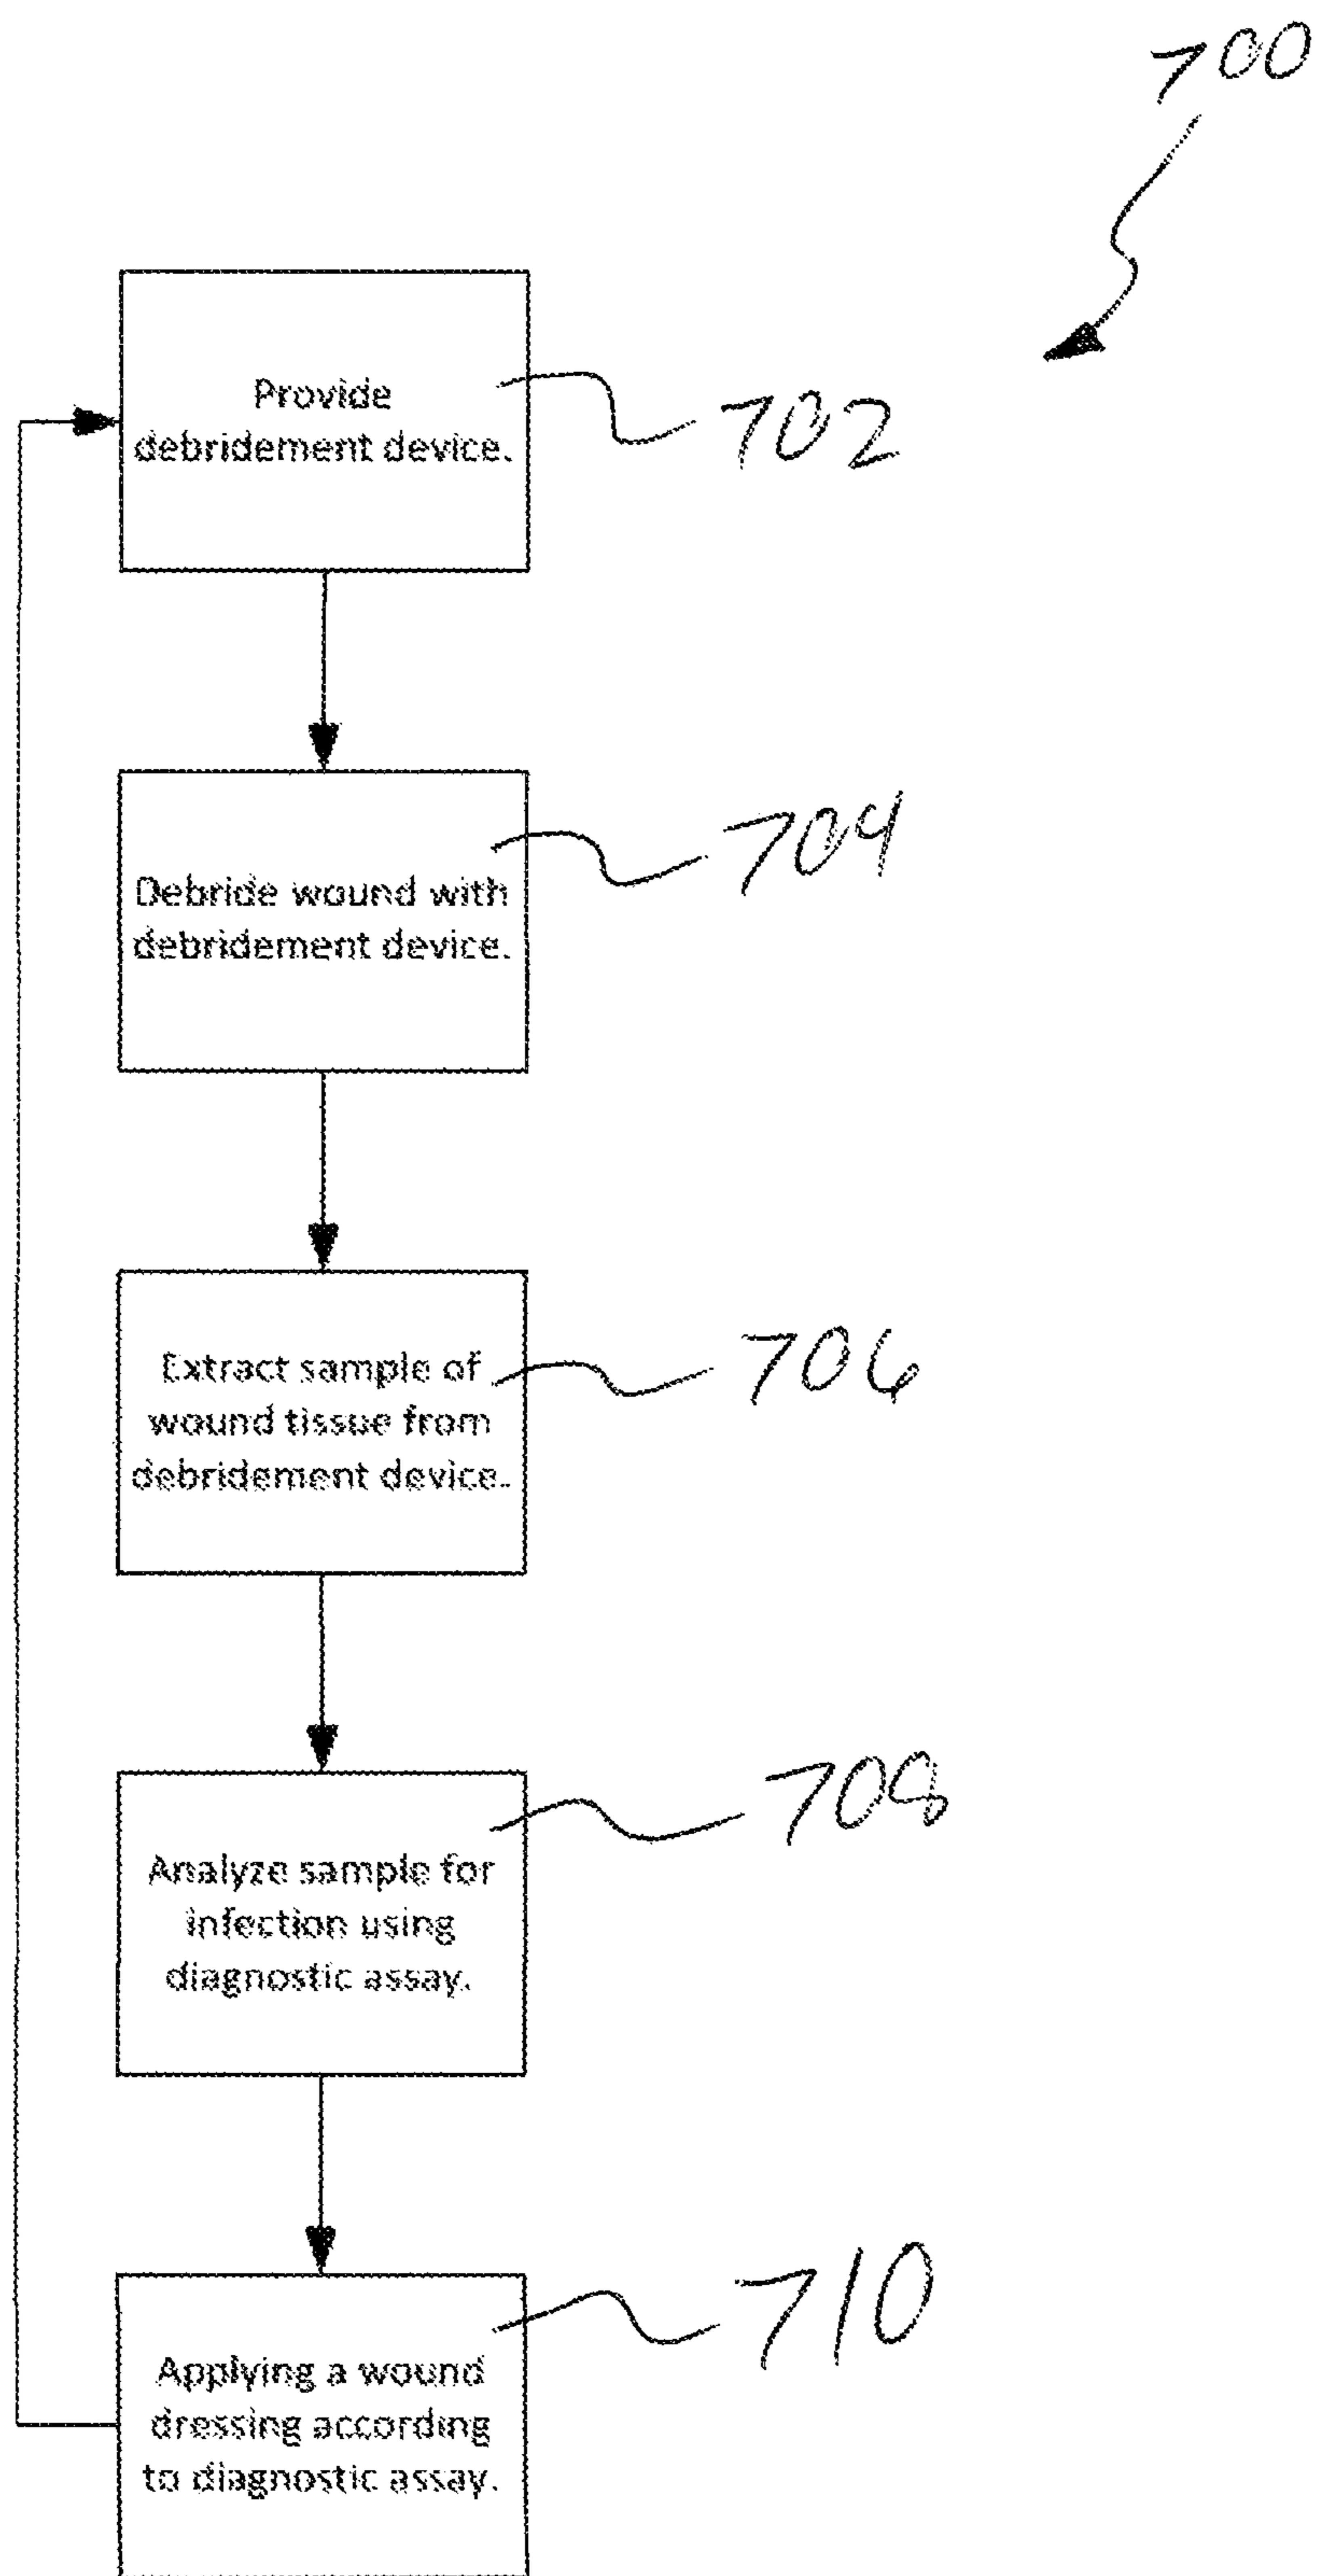 700
Provide
debridement device.
702
Debride wound with
debridement device.
704
Extract sample of
wound tissue from
debridement device.
706
Analyze sample for
infection using
diagnostic assay.
708
Applying a wound
dressing according
to diagnostic assay.
710